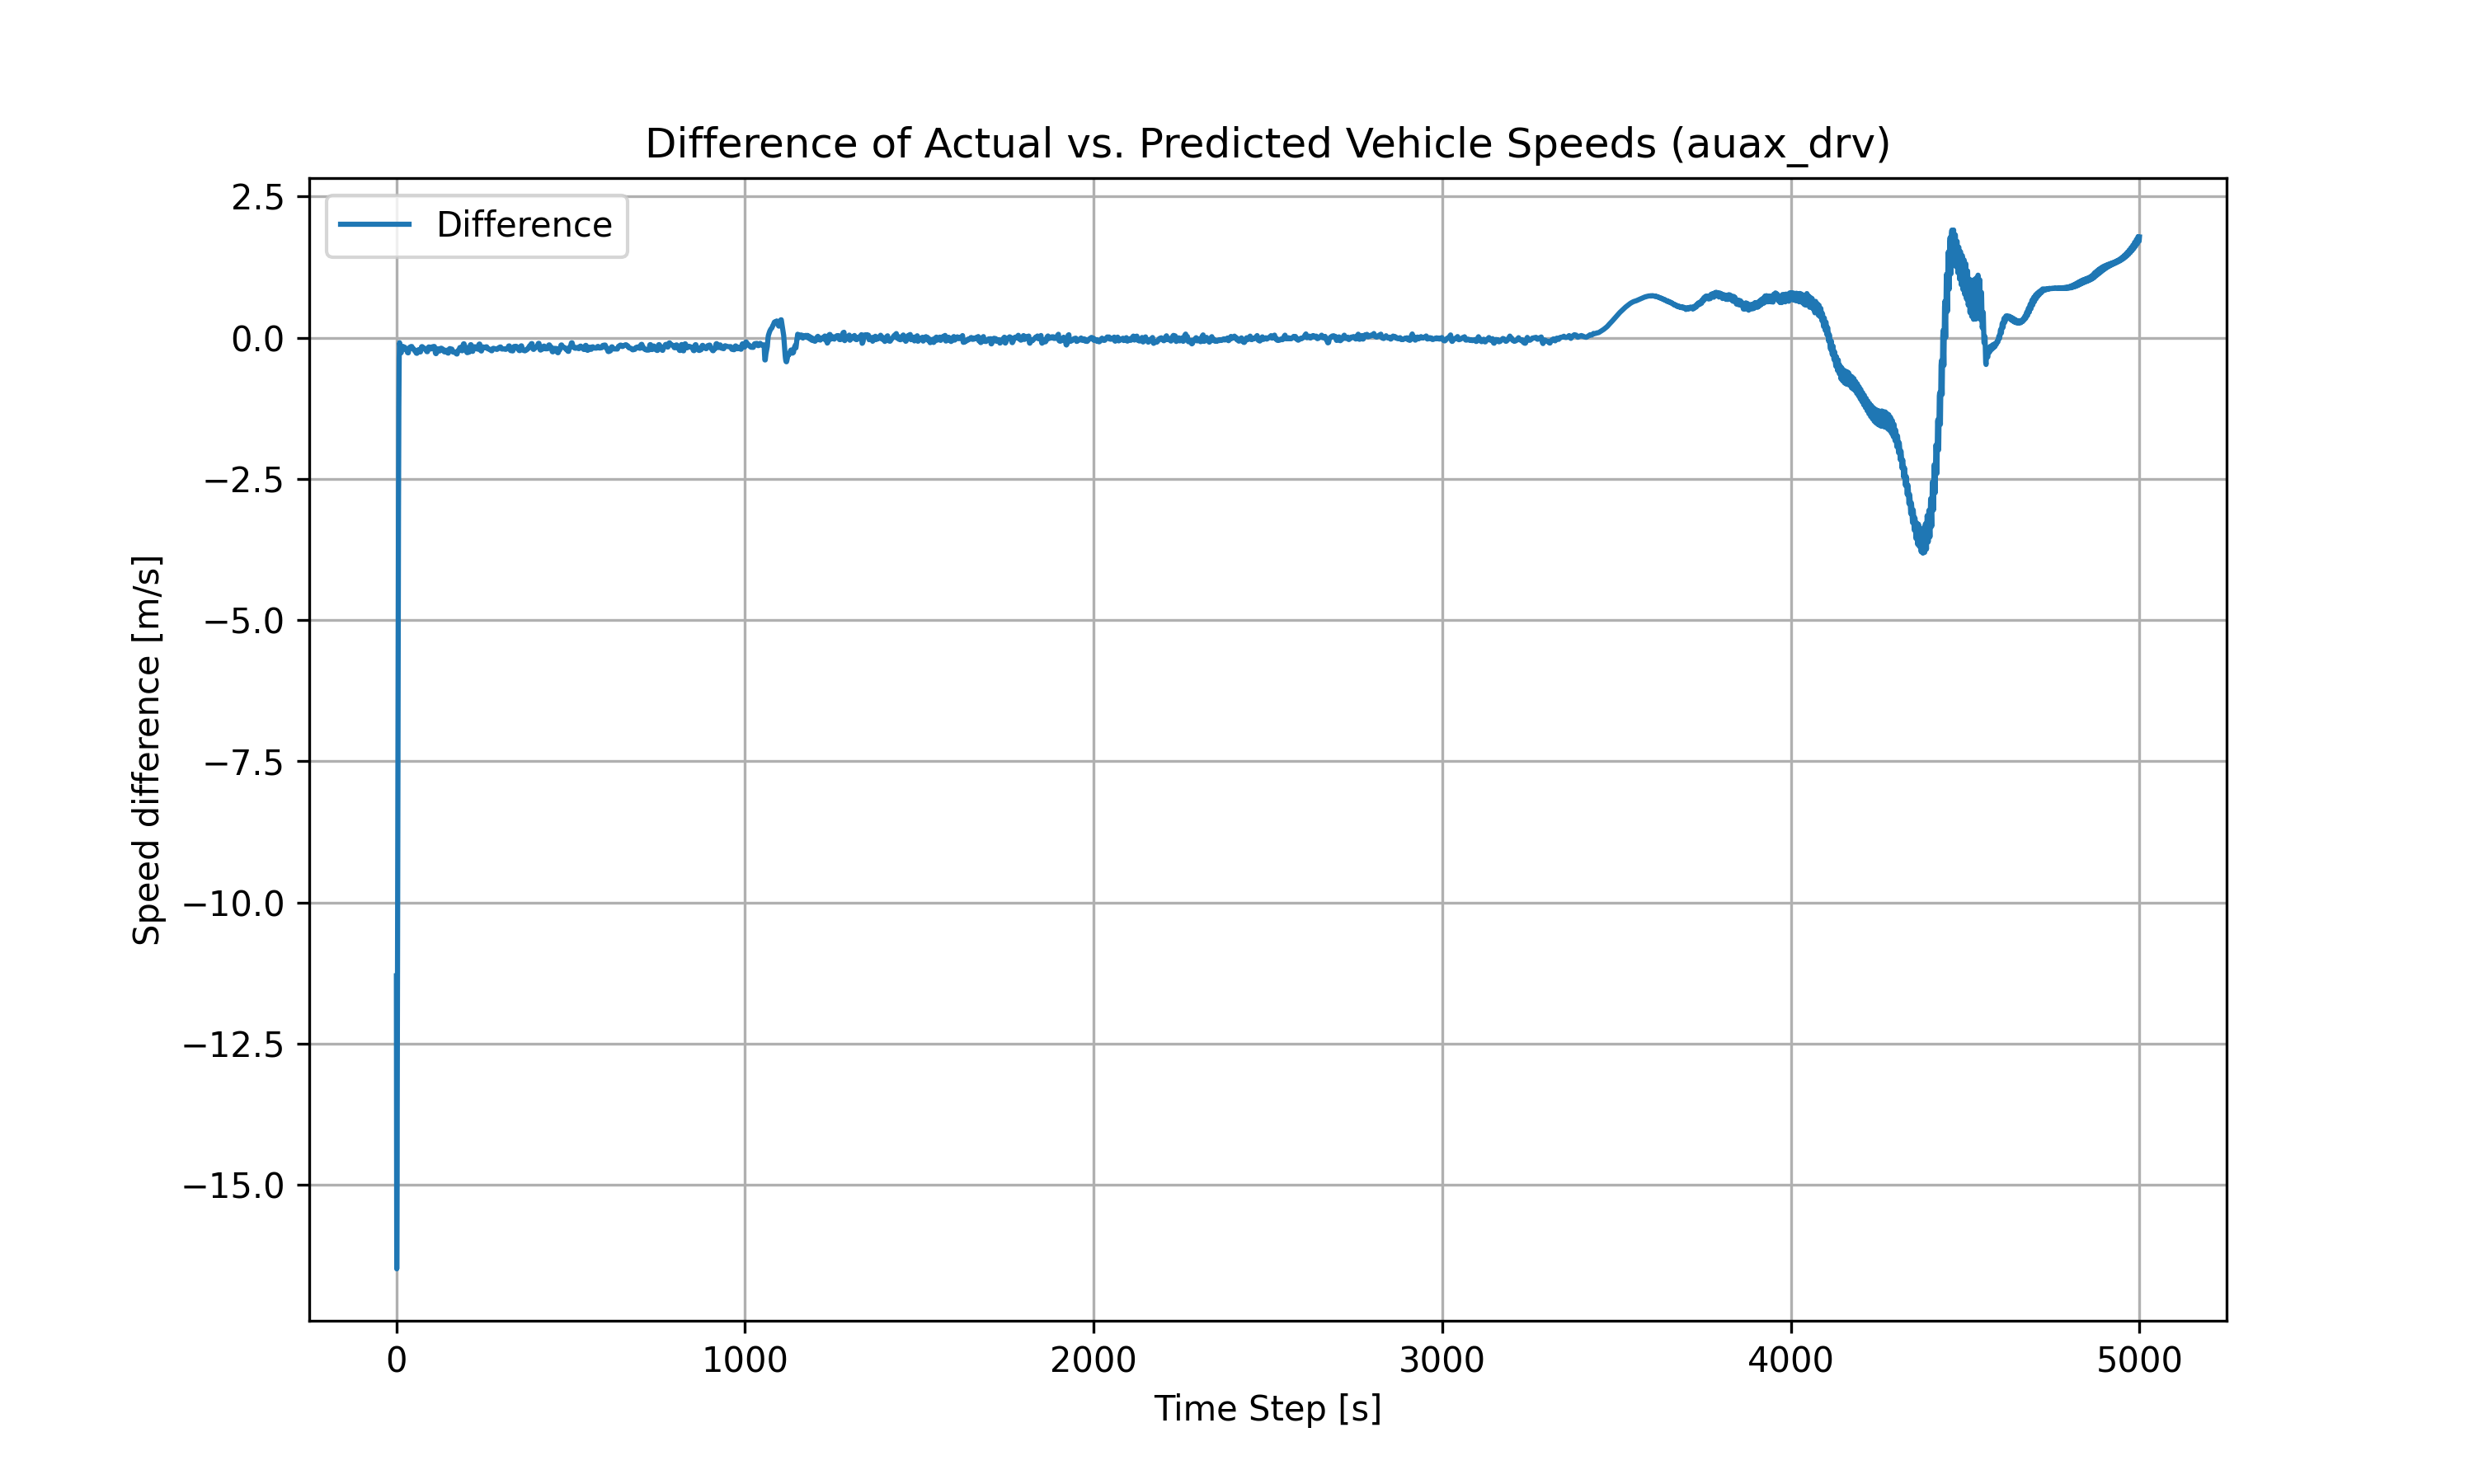 Difference of Actual vs. Predicted Vehicle Speeds (auax_drv)
Difference
2.5
0.0
−2.5
−5.0
−7.5
−10.0
−12.5
−15.0
Speed difference [m/s]
0 1000 2000 3000 4000 5000
Time Step [s]